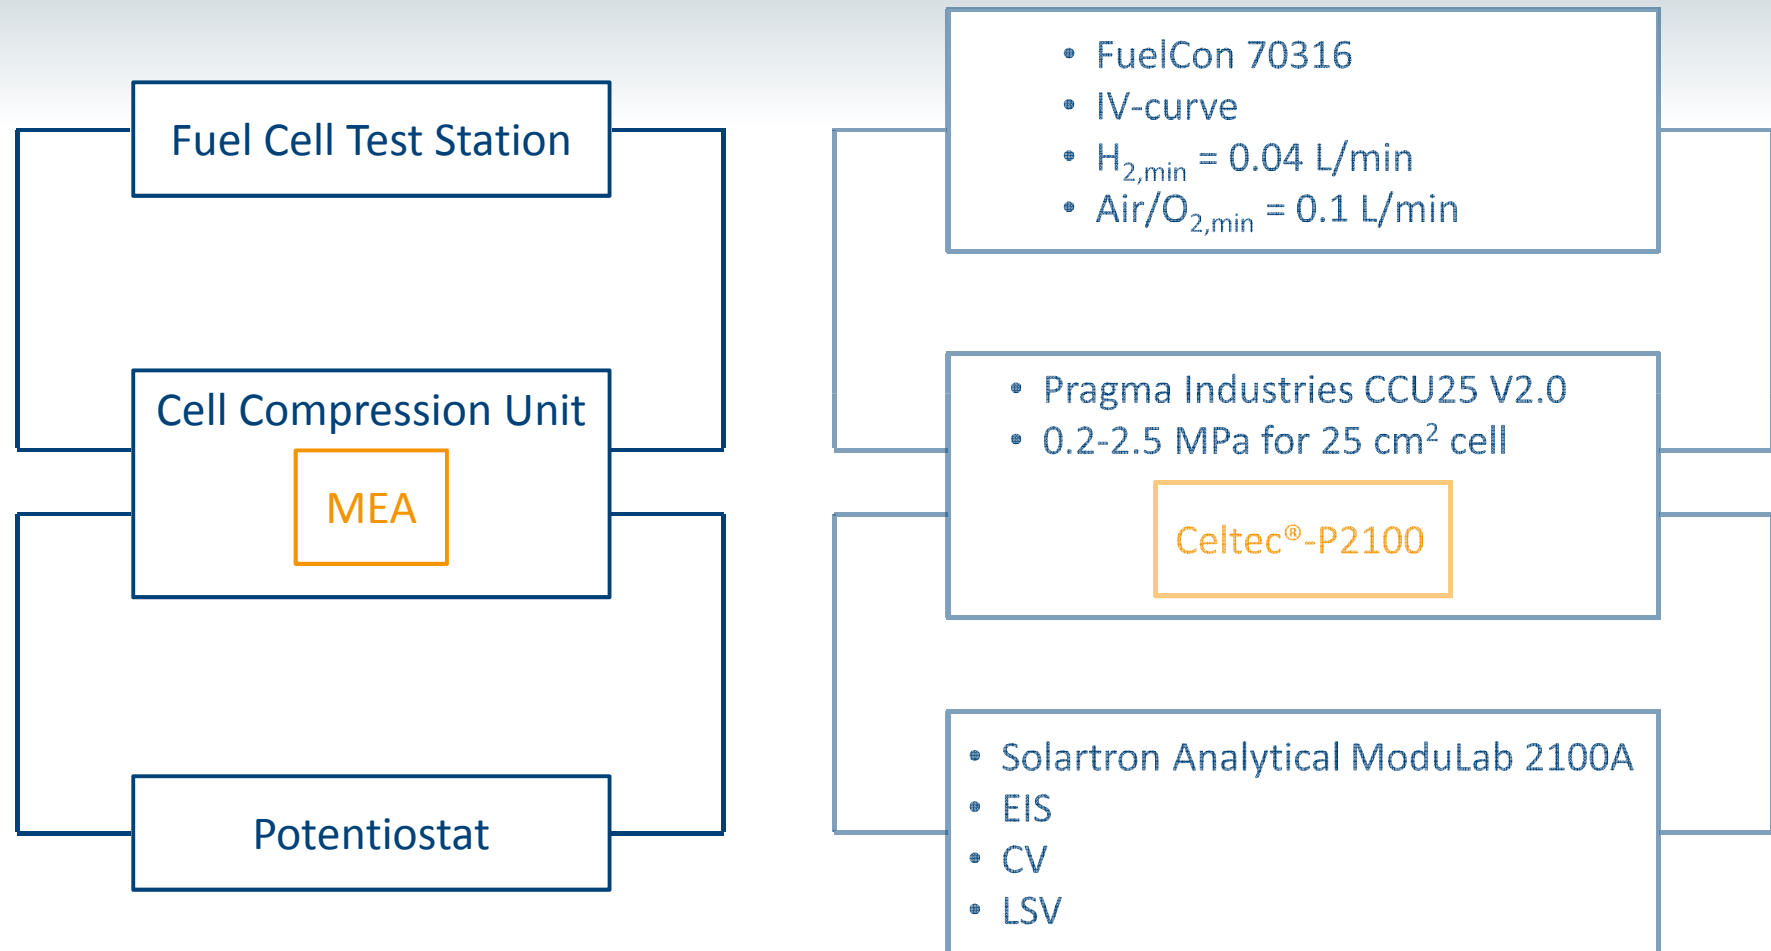 Fuel Cell Test Station
Cell Compression Unit
MEA
Potentiostat
• FuelCon 70316
• IV-curve
• H2,min = 0.04 L/min
• Air/O2,min = 0.1 L/min
• Pragma Industries CCU25 V2.0
• 0.2-2.5 MPa for 25 cm² cell
Celtec®-P2100
• Solartron Analytical ModuLab 2100A
• EIS
• CV
• LSV